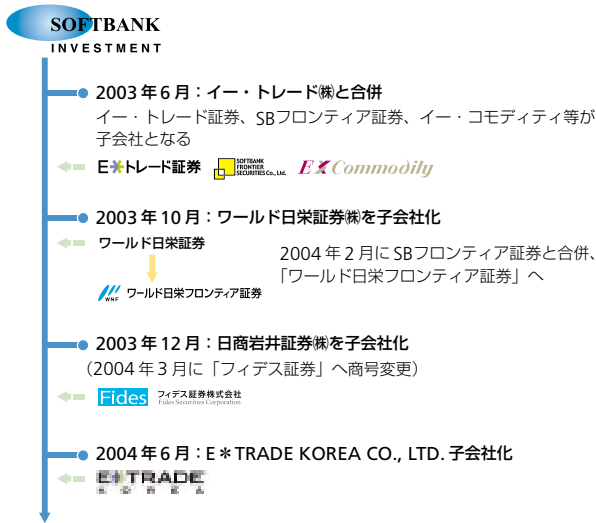 SOFTBANK
INVESTMENT
2003年6月：イー・トレード㈱と合併
イー・トレード証券、SBフロンティア証券、イー・コモディティ等が
子会社となる
E✳トレード証券
SOFTBANK
FRONTIER
SECURITIES Co., Ltd.
EX Commodity
2003年10月：ワールド日栄証券㈱を子会社化
ワールド日栄証券
2004年2月にSBフロンティア証券と合併、
「ワールド日栄フロンティア証券」へ
WNF ワールド日栄フロンティア証券
2003年12月：日商岩井証券㈱を子会社化
（2004年3月に「フィデス証券」へ商号変更）
Fides フィデス証券株式会社
Fides Securities Corporation
2004年6月：E＊TRADE KOREA CO., LTD. 子会社化
E✳TRADE
KOREA